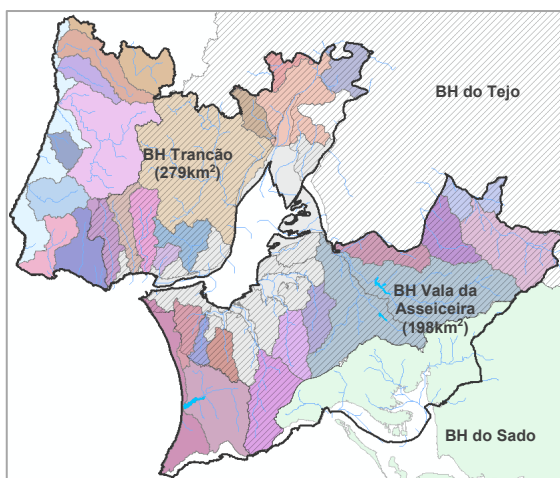 BH do Tejo
BH Trancão
(279km²)
BH Vala da
Asseiceira
(198km²)
BH do Sado